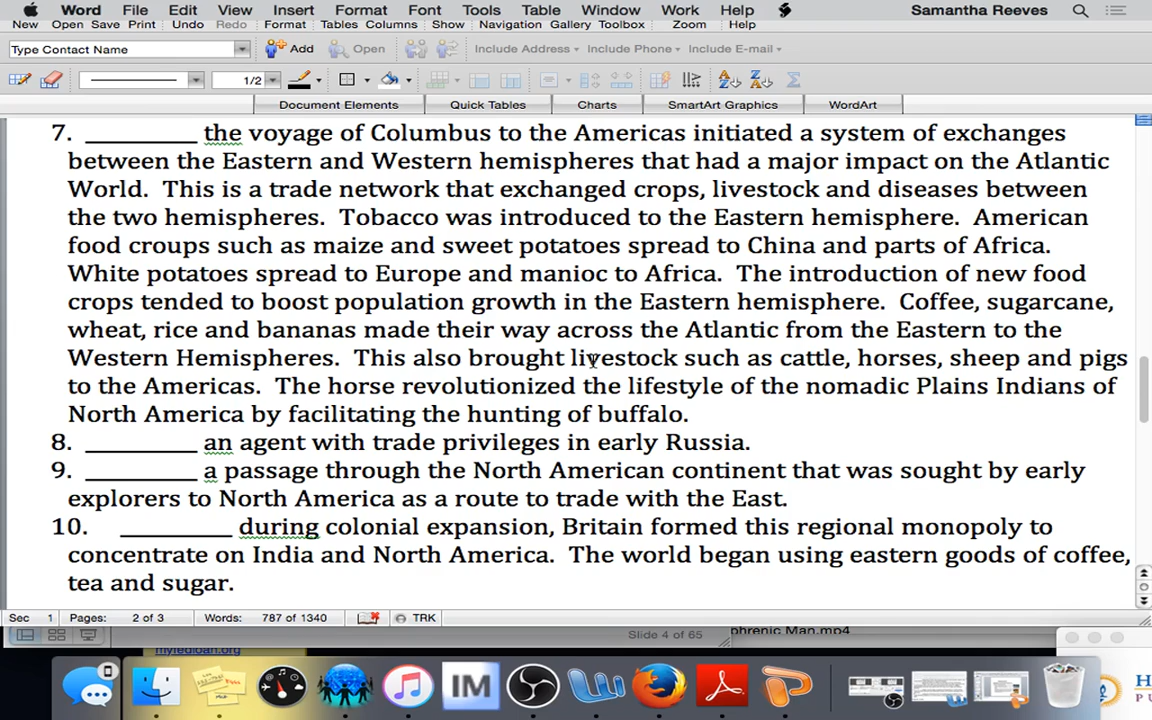 Word File Edit View Insert Format Font Tools Table Window Work Help Samantha Reeves
New Open Save Print Undo Redo Format Tables Columns Show Navigation Gallery Toolbox Zoom Help
Type Contact Name Add Open Include Address Include Phone Include E-mail
1/2
Document Elements Quick Tables Charts SmartArt Graphics WordArt
7. _________ the voyage of Columbus to the Americas initiated a system of exchanges
between the Eastern and Western hemispheres that had a major impact on the Atlantic
World. This is a trade network that exchanged crops, livestock and diseases between
the two hemispheres. Tobacco was introduced to the Eastern hemisphere. American
food croups such as maize and sweet potatoes spread to China and parts of Africa.
White potatoes spread to Europe and manioc to Africa. The introduction of new food
crops tended to boost population growth in the Eastern hemisphere. Coffee, sugarcane,
wheat, rice and bananas made their way across the Atlantic from the Eastern to the
Western Hemispheres. This also brought livestock such as cattle, horses, sheep and pigs
to the Americas. The horse revolutionized the lifestyle of the nomadic Plains Indians of
North America by facilitating the hunting of buffalo.
8. _________ an agent with trade privileges in early Russia.
9. _________ a passage through the North American continent that was sought by early
explorers to North America as a route to trade with the East.
10. _________ during colonial expansion, Britain formed this regional monopoly to
concentrate on India and North America. The world began using eastern goods of coffee,
tea and sugar.
Sec 1 Pages: 2 of 3 Words: 787 of 1340 TRK
Slide 4 of 65 phrenic Man.mp4
IM